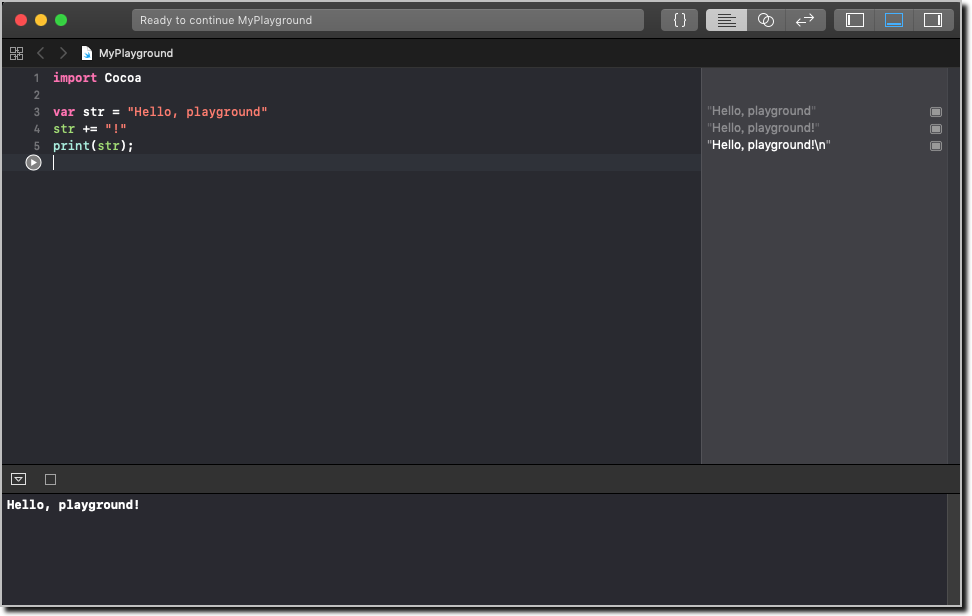 Ready to continue MyPlayground
{}
MyPlayground
1 import Cocoa
2
3 var str = "Hello, playground"
4 str += "!"
5 print(str);
"Hello, playground"
"Hello, playground!"
"Hello, playground!\n"
Hello, playground!